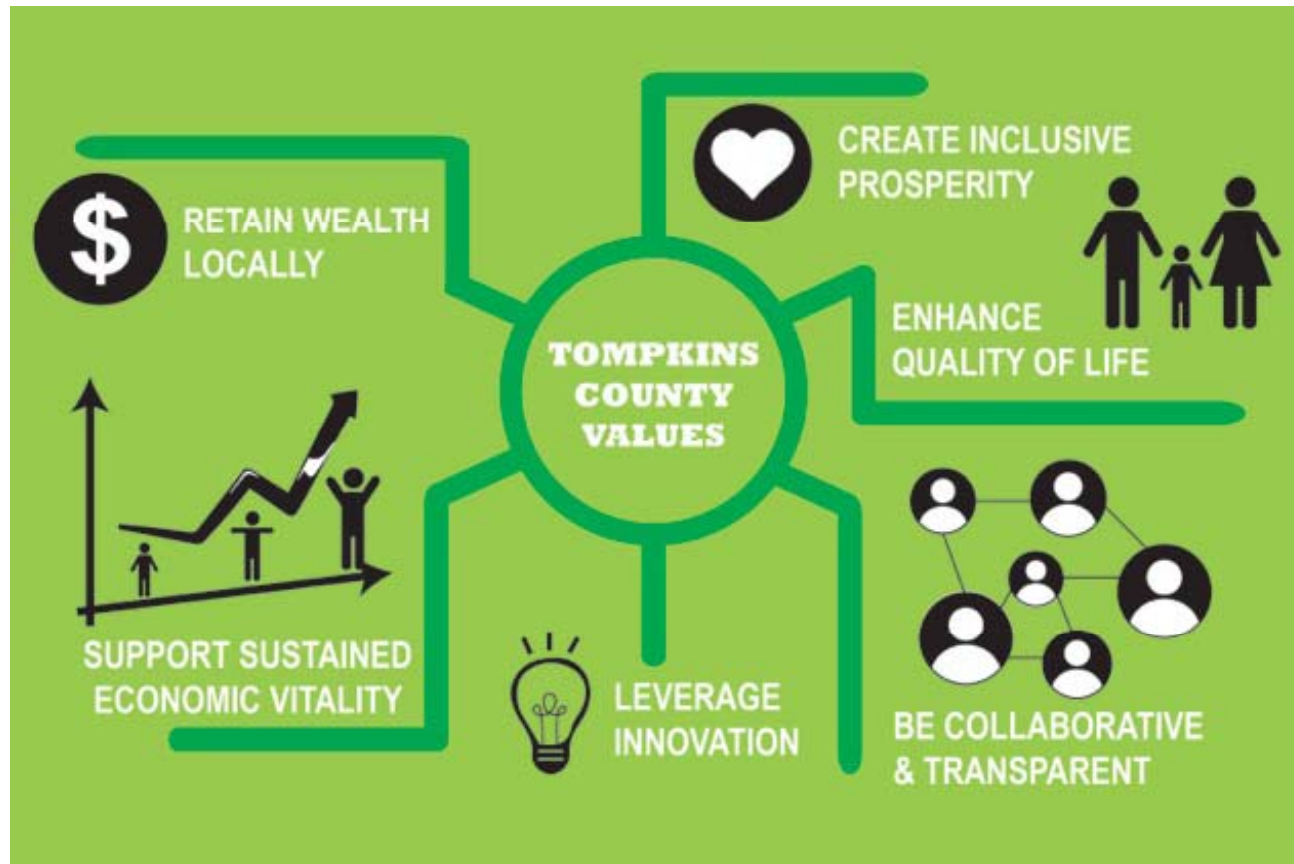 CREATE INCLUSIVE
PROSPERITY
RETAIN WEALTH
LOCALLY
ENHANCE
QUALITY OF LIFE
TOMPKINS
COUNTY
VALUES
SUPPORT SUSTAINED
ECONOMIC VITALITY
LEVERAGE
INNOVATION
BE COLLABORATIVE
& TRANSPARENT